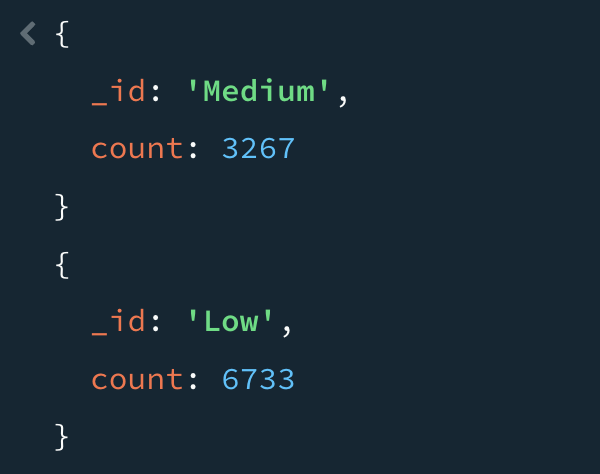 {
  _id: 'Medium',
  count: 3267
}
{
  _id: 'Low',
  count: 6733
}